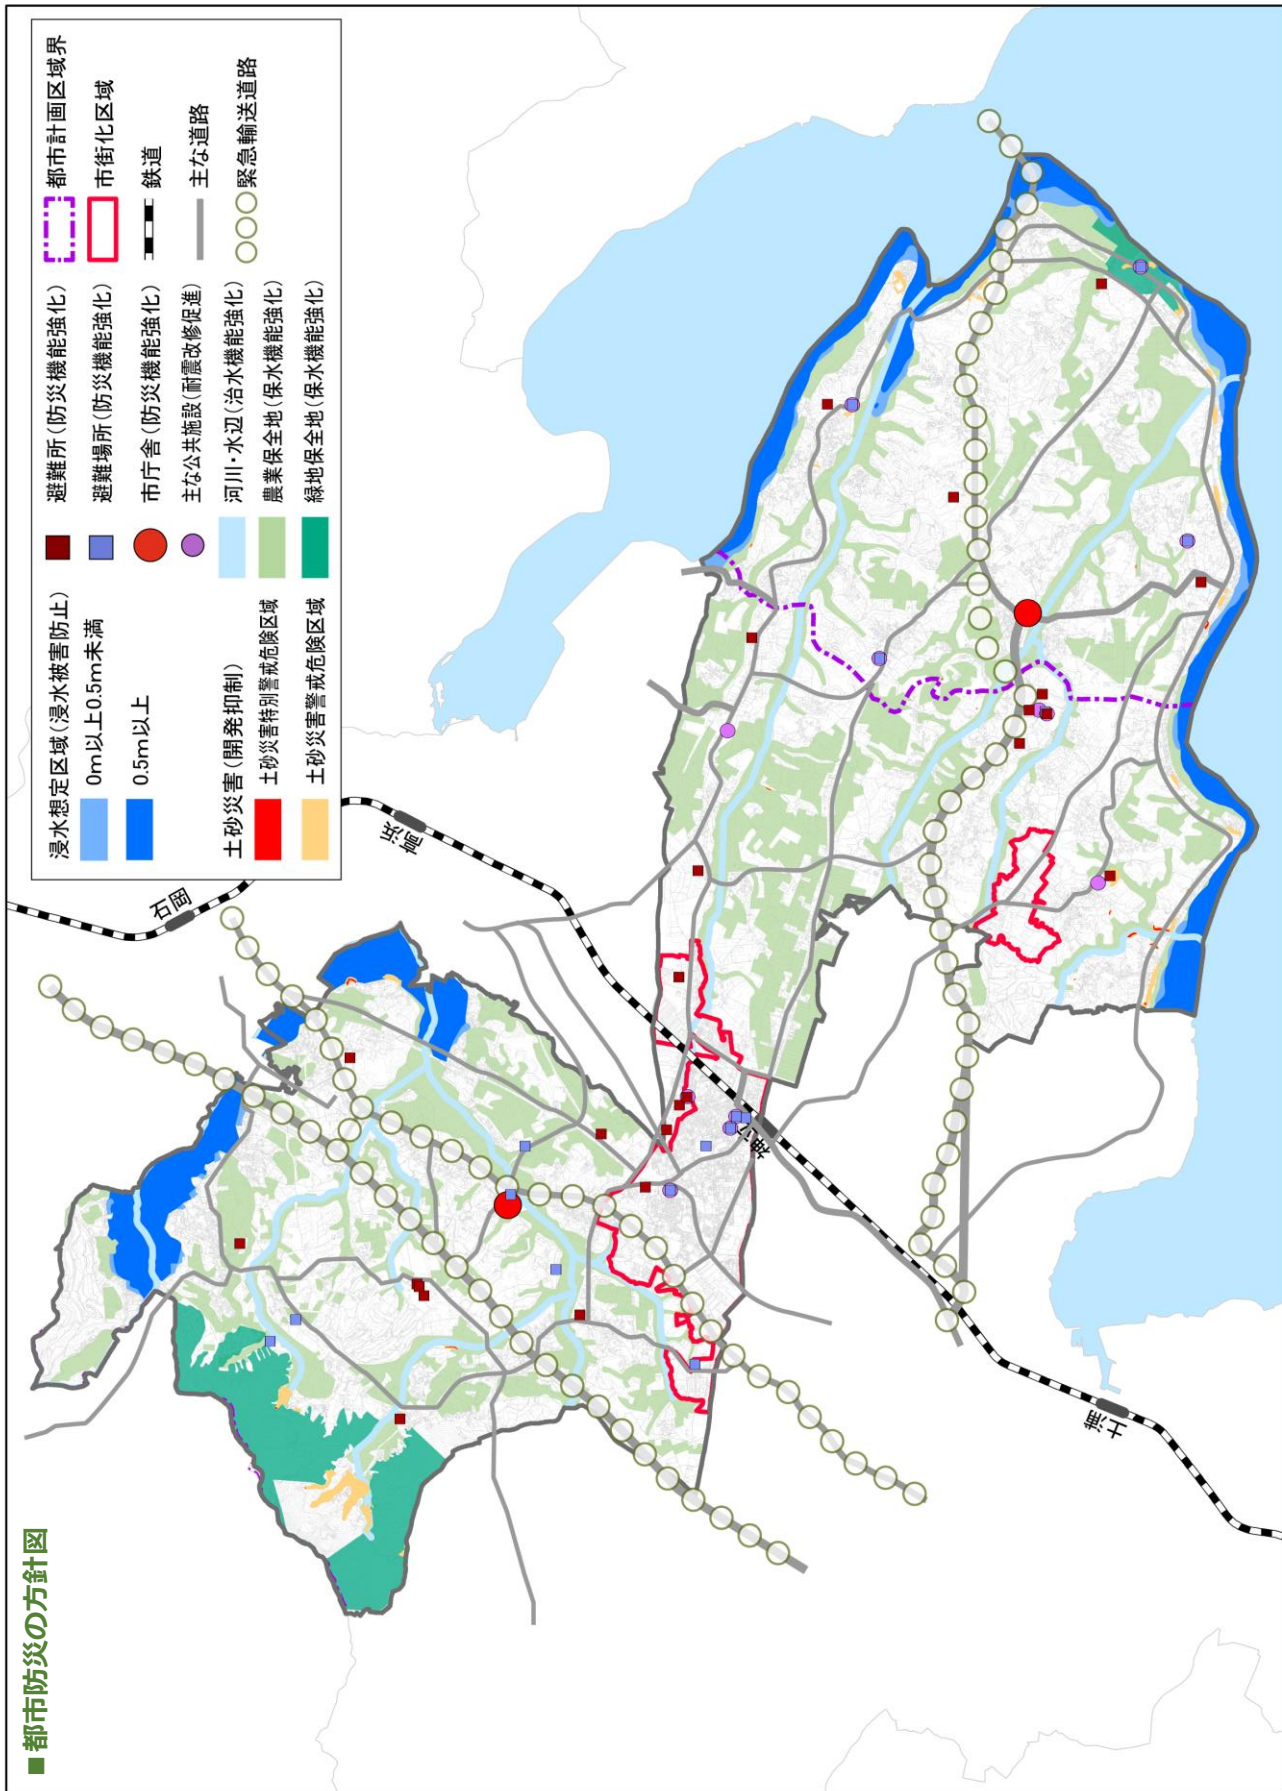 ■都市防災の方針図
浸水想定区域(浸水被害防止)
0m以上0.5m未満
0.5m以上
土砂災害(開発抑制)
土砂災害特別警戒危険区域
土砂災害警戒危険区域
避難所(防災機能強化)
避難場所(防災機能強化)
市庁舎(防災機能強化)
主な公共施設(耐震改修促進)
河川・水辺(治水機能強化)
農業保全地(保水機能強化)
緑地保全地(保水機能強化)
都市計画区域界
市街化区域
鉄道
主な道路
緊急輸送道路
石岡
高浜
神立
土浦